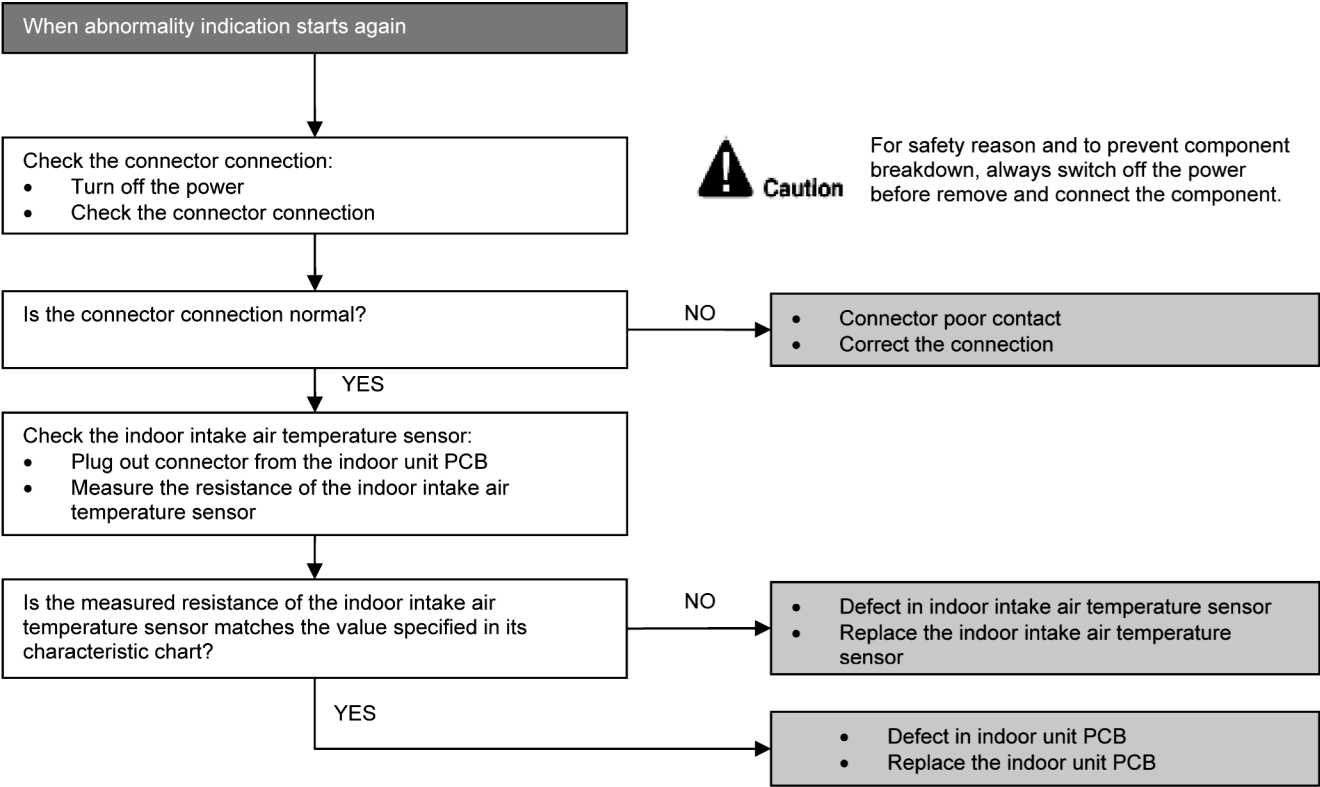 When abnormality indication starts again
Check the connector connection:
• Turn off the power
• Check the connector connection
Caution
For safety reason and to prevent component
breakdown, always switch off the power
before remove and connect the component.
Is the connector connection normal?
NO
• Connector poor contact
• Correct the connection
YES
Check the indoor intake air temperature sensor:
• Plug out connector from the indoor unit PCB
• Measure the resistance of the indoor intake air
temperature sensor
Is the measured resistance of the indoor intake air
temperature sensor matches the value specified in its
characteristic chart?
NO
• Defect in indoor intake air temperature sensor
• Replace the indoor intake air temperature
sensor
YES
• Defect in indoor unit PCB
• Replace the indoor unit PCB